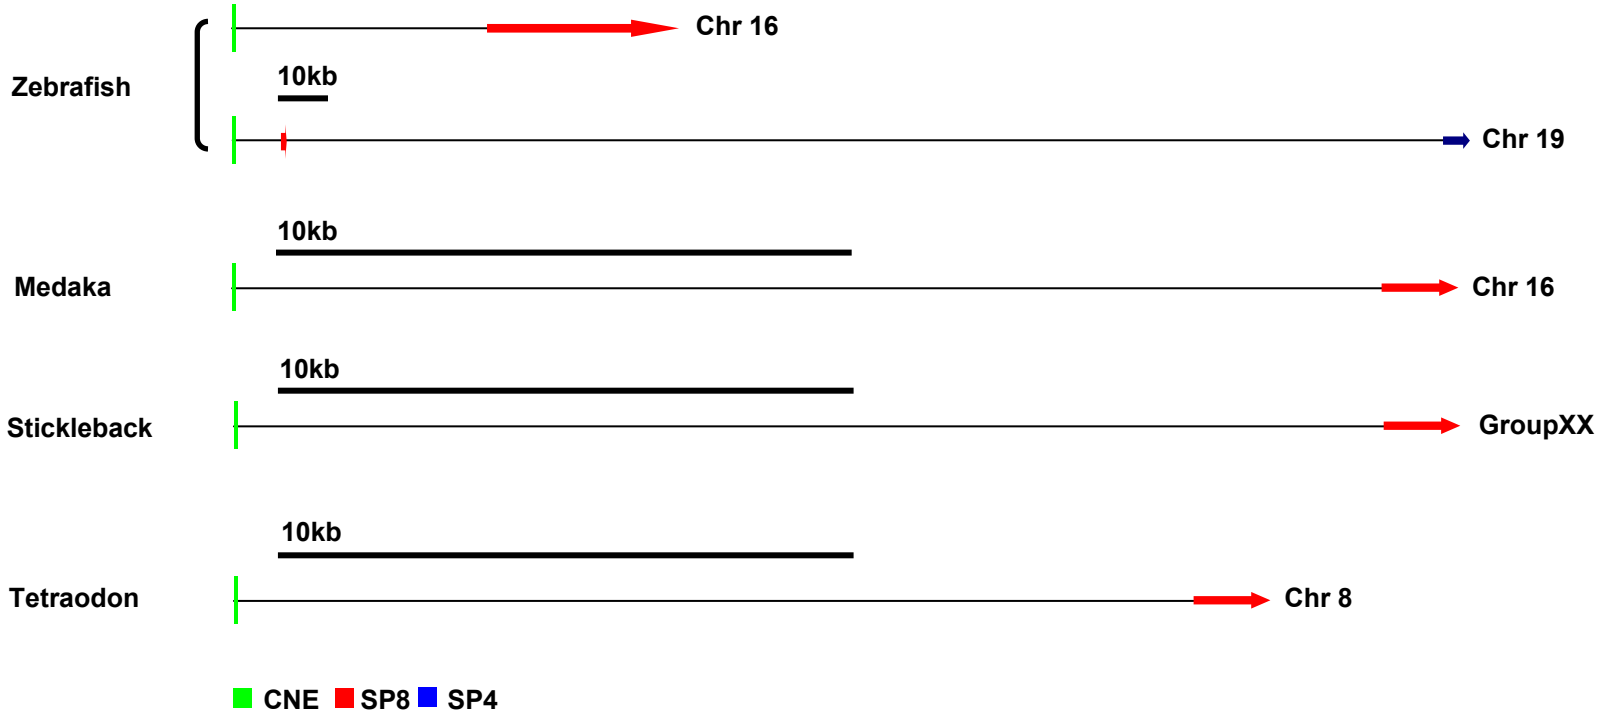 Chr 16
Zebrafish
10kb
Chr 19
10kb
Medaka
Chr 16
10kb
Stickleback
GroupXX
10kb
Tetraodon
Chr 8
CNE SP8 SP4